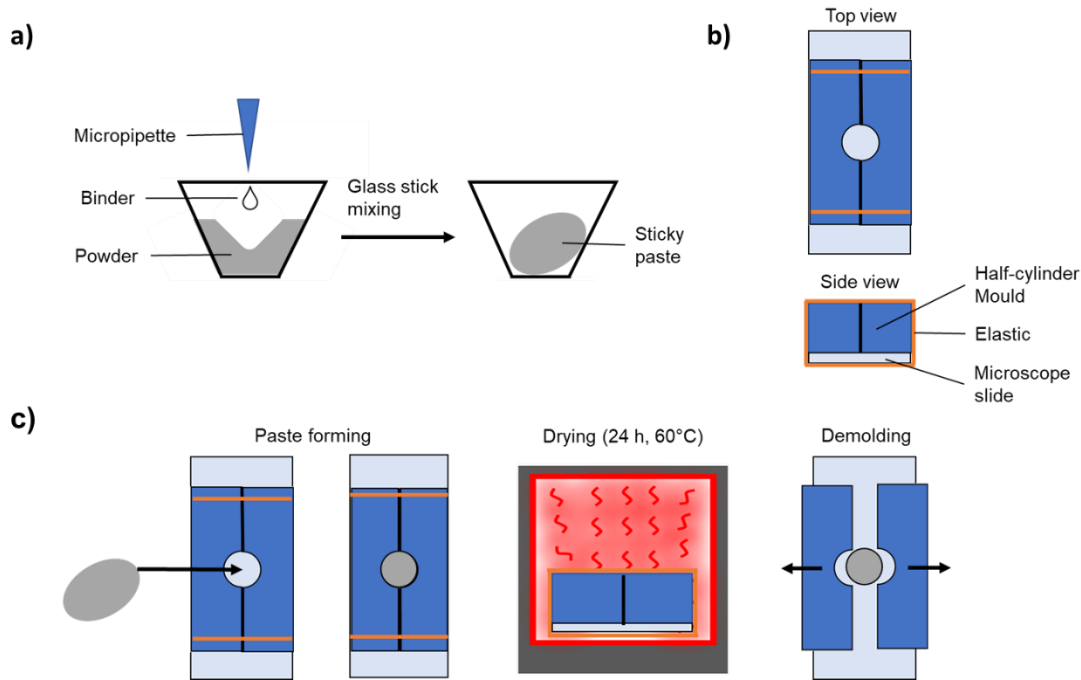 a)
Micropipette
Binder
Powder
Glass stick
mixing
Sticky
paste
b)
Top view
Side view
Half-cylinder
Mould
Elastic
Microscope
slide
c)
Paste forming
Drying (24 h, 60°C)
Demolding